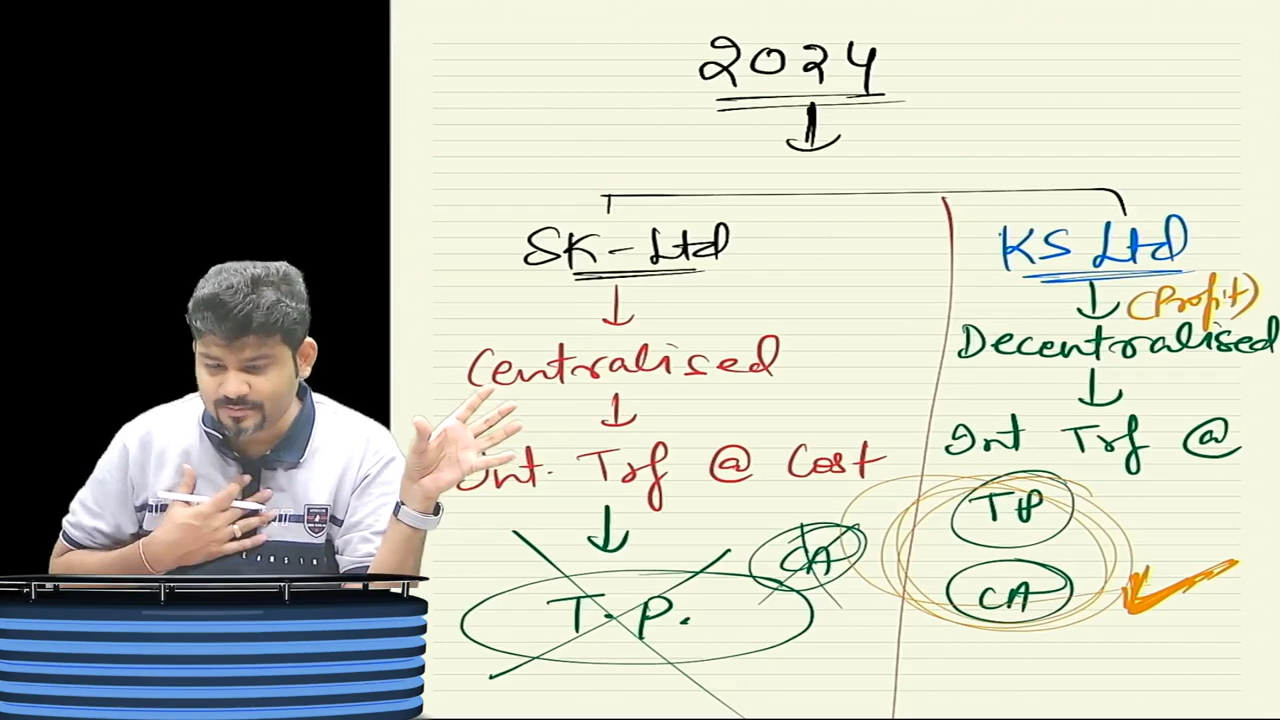 2024
SK-Ltd
Centralised
Int. Trf @ Cost
CA
T.P.
KS Ltd
(Profit)
Decentralised
Int Trf @
TP
CA